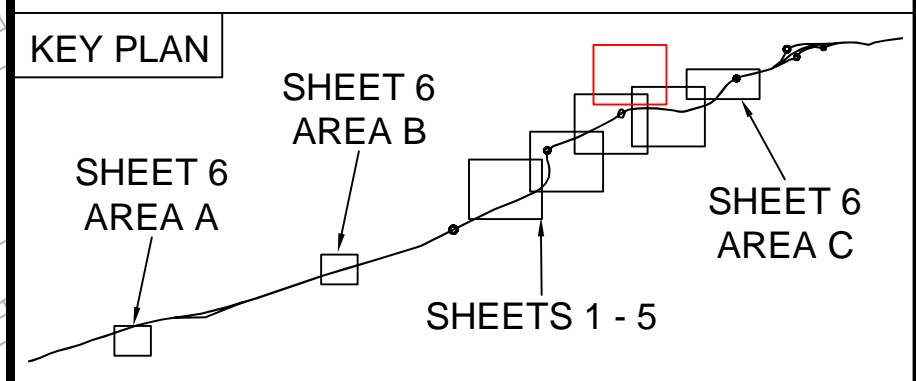 KEY PLAN
SHEET 6
AREA B
SHEET 6
AREA A
SHEET 6
AREA C
SHEETS 1 - 5